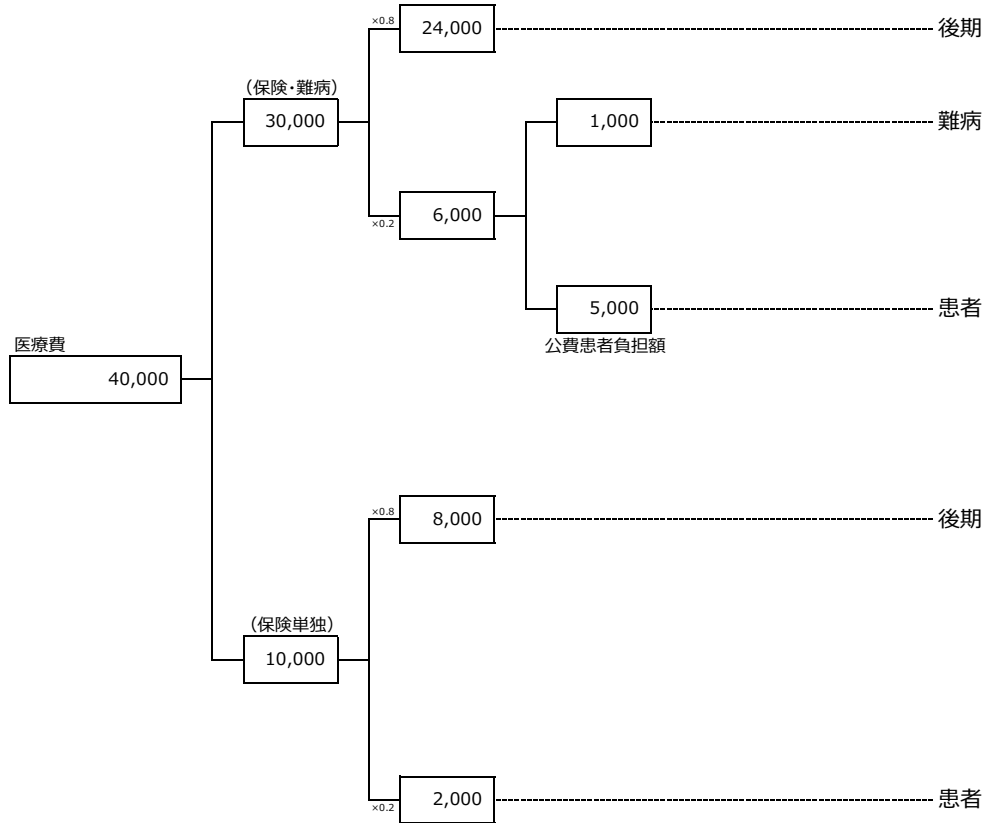 ×0.8
24,000
後期
(保険・難病)
30,000
1,000
難病
×0.2
6,000
5,000
患者
公費患者負担額
医療費
40,000
×0.8
8,000
後期
(保険単独)
10,000
×0.2
2,000
患者